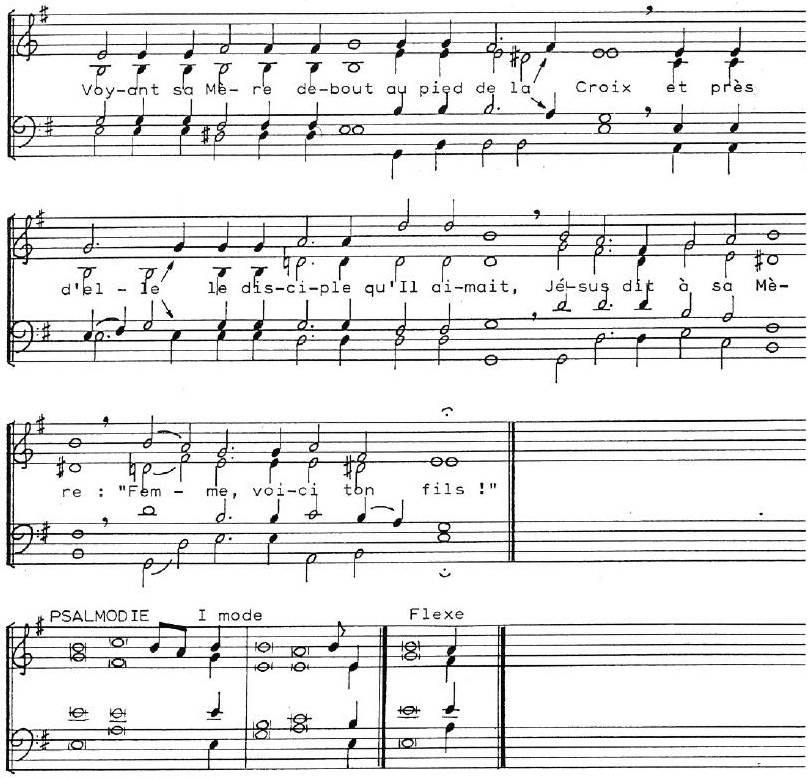 Voy-ant sa Mè- re de-bout au pied de la Croix et près
d'el - le le dis-ci-ple qu'Il ai-mait, Jé-sus dit à sa Mè-
re : "Fem - me, voi-ci ton fils !"
PSALMODIE I mode Flexe